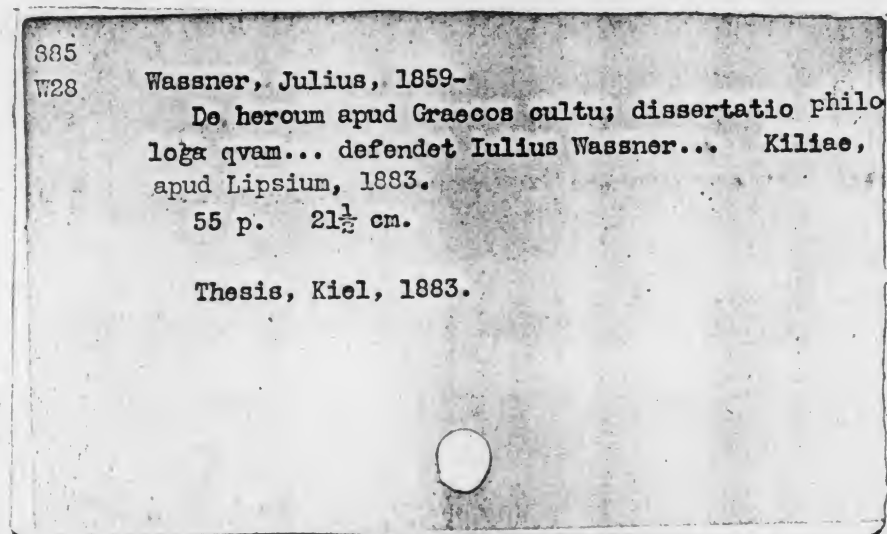 885
W28 Wassner, Julius, 1859-
De heroum apud Graecos cultu; dissertatio philo
loga qvam... defendet Iulius Wassner... Kiliae,
apud Lipsium, 1883.
55 p. 21½ cm.
Thesis, Kiel, 1883.